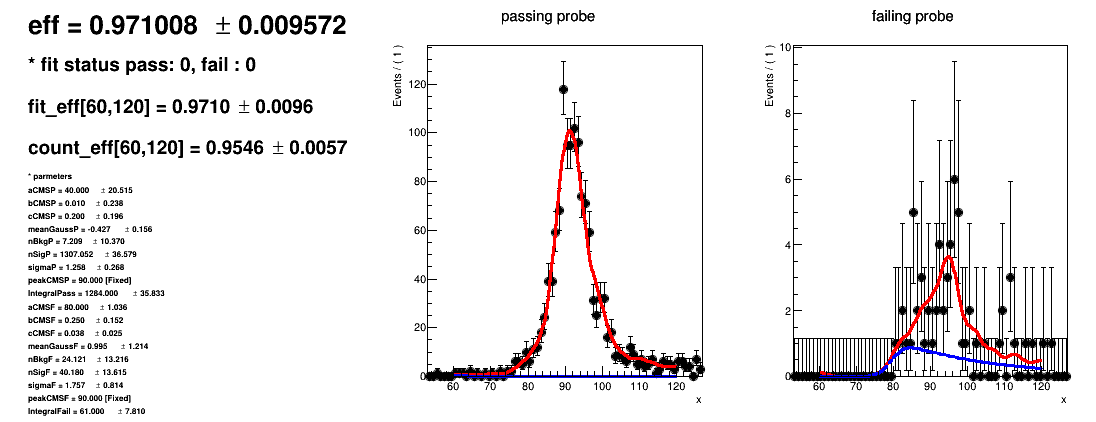 eff = 0.971008 ± 0.009572
* fit status pass: 0, fail : 0
fit_eff[60,120] = 0.9710 ± 0.0096
count_eff[60,120] = 0.9546 ± 0.0057
* parmeters
aCMSP = 40.000 ± 20.515
bCMSP = 0.010 ± 0.238
cCMSP = 0.200 ± 0.196
meanGaussP = -0.427 ± 0.156
nBkgP = 7.209 ± 10.370
nSigP = 1307.052 ± 36.579
sigmaP = 1.258 ± 0.268
peakCMSP = 90.000 [Fixed]
IntegralPass = 1284.000 ± 35.833
aCMSF = 80.000 ± 1.036
bCMSF = 0.250 ± 0.152
cCMSF = 0.038 ± 0.025
meanGaussF = 0.995 ± 1.214
nBkgF = 24.121 ± 13.216
nSigF = 40.180 ± 13.615
sigmaF = 1.757 ± 0.814
peakCMSF = 90.000 [Fixed]
IntegralFail = 61.000 ± 7.810
passing probe
Events / ( 1 )
120
100
80
60
40
20
0
60 70 80 90 100 110 120
x
failing probe
Events / ( 1 )
10
8
6
4
2
0
60 70 80 90 100 110 120
x